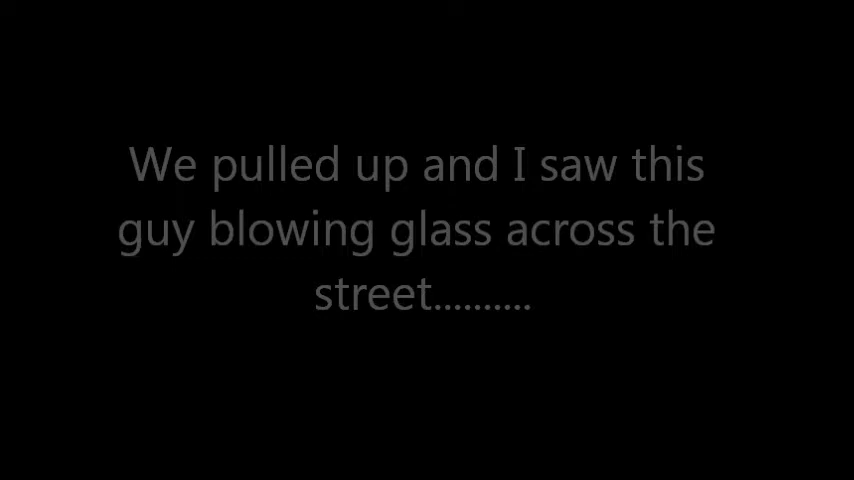 We pulled up and I saw this
guy blowing glass across the
street..........